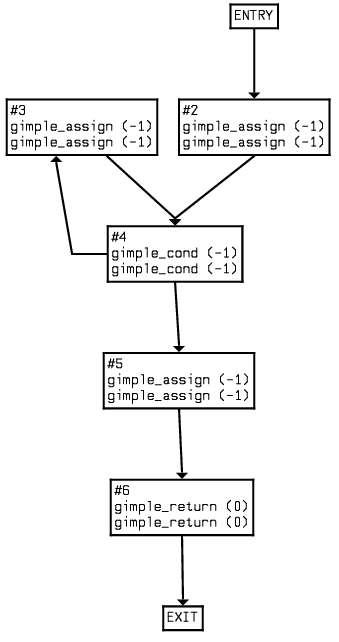 ENTRY
#3
gimple_assign (-1)
gimple_assign (-1)
#2
gimple_assign (-1)
gimple_assign (-1)
#4
gimple_cond (-1)
gimple_cond (-1)
#5
gimple_assign (-1)
gimple_assign (-1)
#6
gimple_return (0)
gimple_return (0)
EXIT